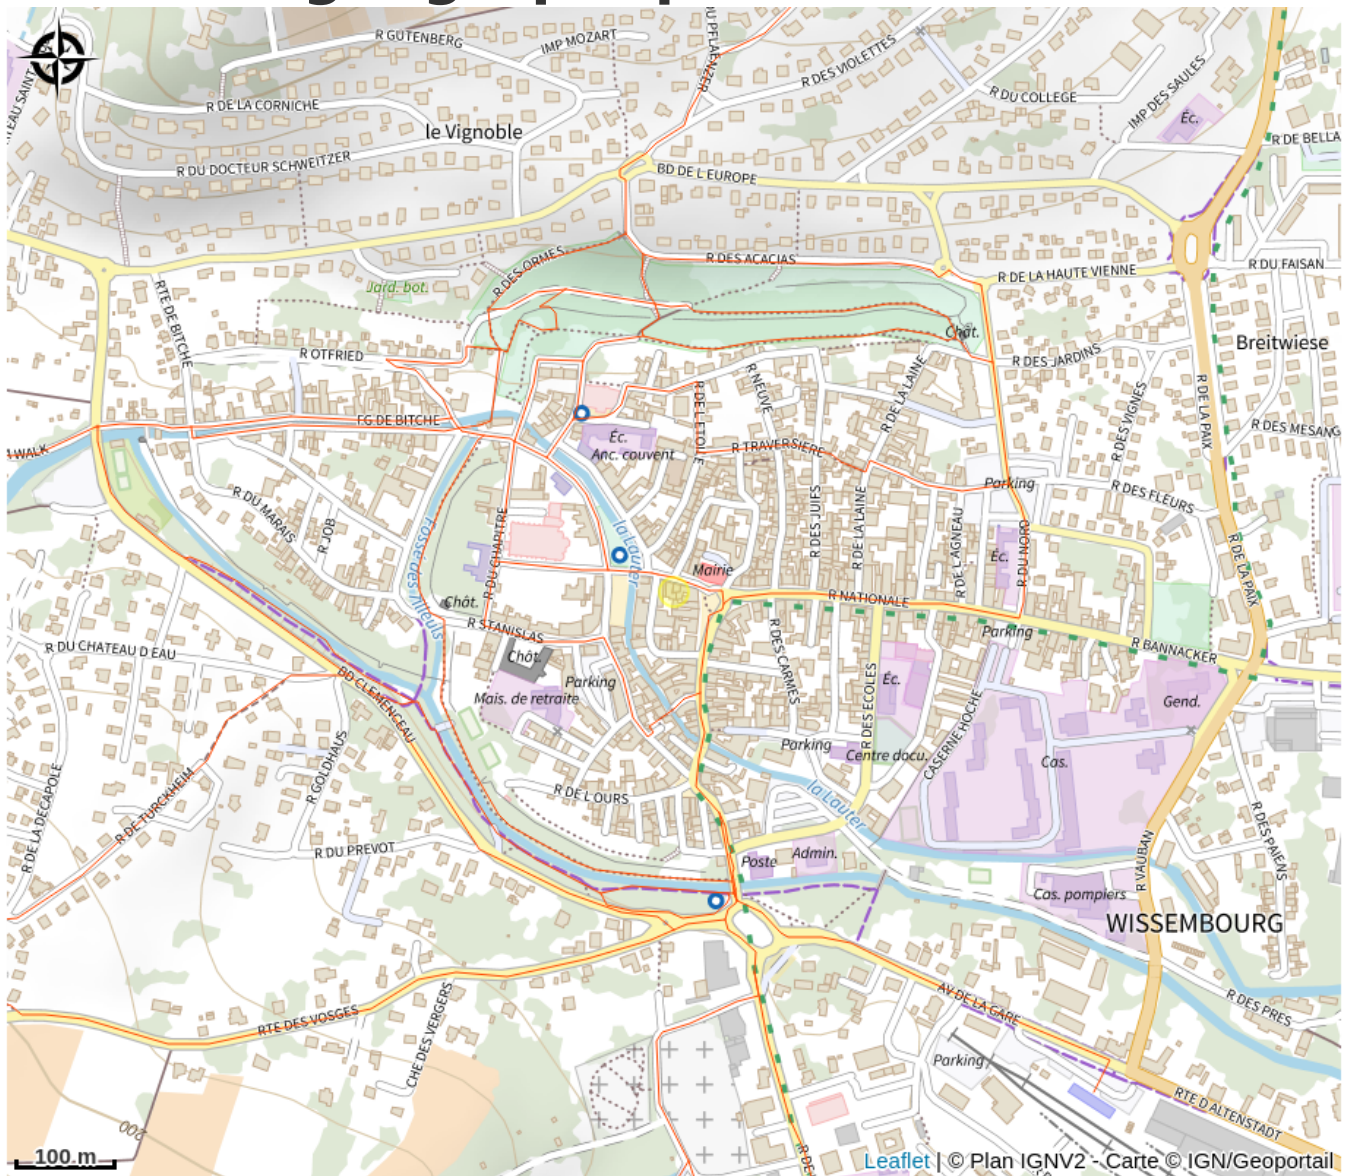 R GUTENBERG
IMP MOZART
R DES VIOLETTES
R DU COLLEGE
IMP DES SAULES
Éc.
R DE LA CORNICHE
le Vignoble
R DE BELLA
R DU DOCTEUR SCHWEITZER
BD DE L EUROPE
R DES ORMES
R DES ACACIAS
R DE LA HAUTE VIENNE
R DU FAISAN
Jard. bot.
RTE DE BITCHE
Chât.
Breitwiese
R OTFRIED
R DES JARDINS
R NEUVE
R DE LA LAINE
R DE L ETOILE
R DES VIGNES
R DE LA PAIX
FG DE BITCHE
Éc.
Anc. couvent
R TRAVERSIERE
R DES MESANG
WALK
Parking
R DES FLEURS
R DU MARAIS
R JOB
Fossé des Tilleuls
R DU CHAPITRE
la Lauter
R DES JUIFS
R DE LA LAINE
R DE L AGNEAU
Éc.
R DU NORD
R DE LA PAIX
Mairie
Chât.
R NATIONALE
R STANISLAS
Parking
R BANNACKER
R DU CHATEAU D EAU
Chât.
R DES CARMES
Parking
BD CLEMENCEAU
Mais. de retraite
R DES ECOLES
Éc.
Gend.
CASERNE HOCHE
Parking
Centre docu.
Cas.
R GOLDHAUS
R DE LA DECAPOLE
R DE TURCKHEIM
R DE L OURS
la Lauter
R DU PREVOT
Poste
Admin.
R VAUBAN
R DES PAIENS
Cas. pompiers
WISSEMBOURG
AV DE LA GARE
R DES PRES
RTE DES VOSGES
CHE DES VERGERS
Parking
RTE D ALTENSTADT
200
100 m
Leaflet | © Plan IGNV2 - Carte © IGN/Geoportail